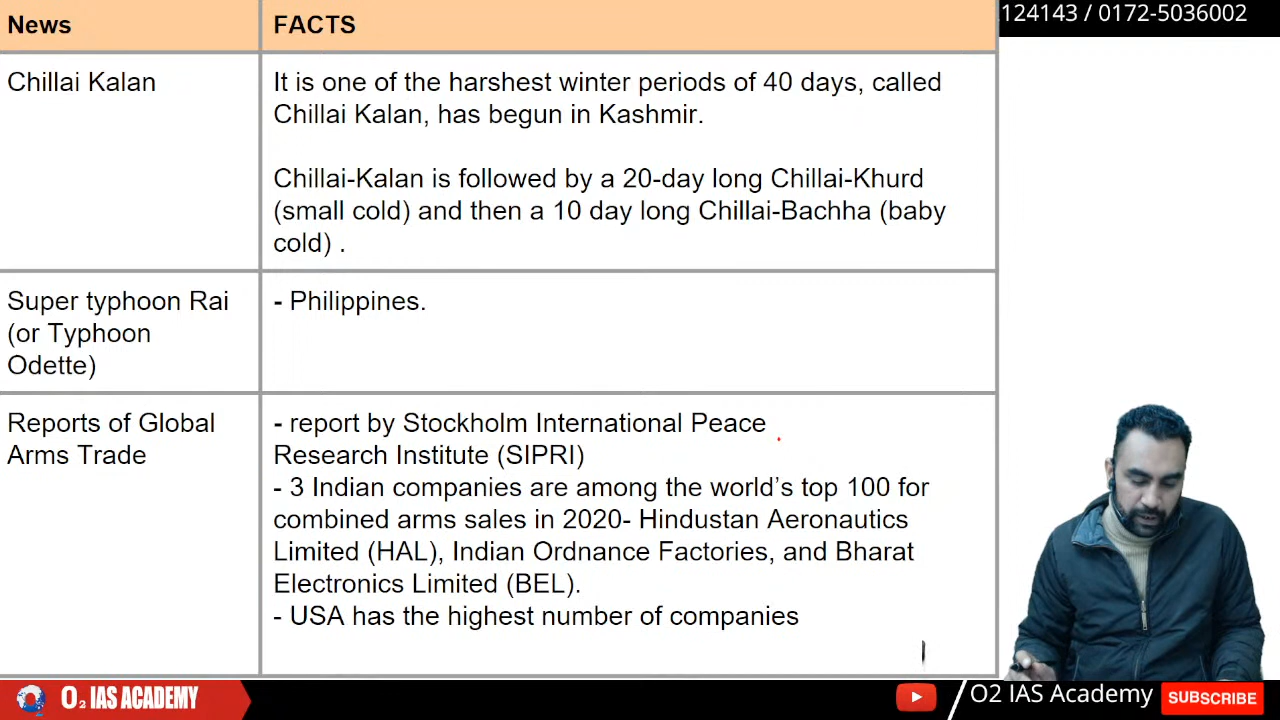 News
FACTS
124143 / 0172-5036002
Chillai Kalan
It is one of the harshest winter periods of 40 days, called
Chillai Kalan, has begun in Kashmir.
Chillai-Kalan is followed by a 20-day long Chillai-Khurd
(small cold) and then a 10 day long Chillai-Bachha (baby
cold) .
Super typhoon Rai
(or Typhoon
Odette)
- Philippines.
Reports of Global
Arms Trade
- report by Stockholm International Peace
Research Institute (SIPRI)
- 3 Indian companies are among the world's top 100 for
combined arms sales in 2020- Hindustan Aeronautics
Limited (HAL), Indian Ordnance Factories, and Bharat
Electronics Limited (BEL).
- USA has the highest number of companies
O₂ IAS ACADEMY
O2 IAS Academy
SUBSCRIBE